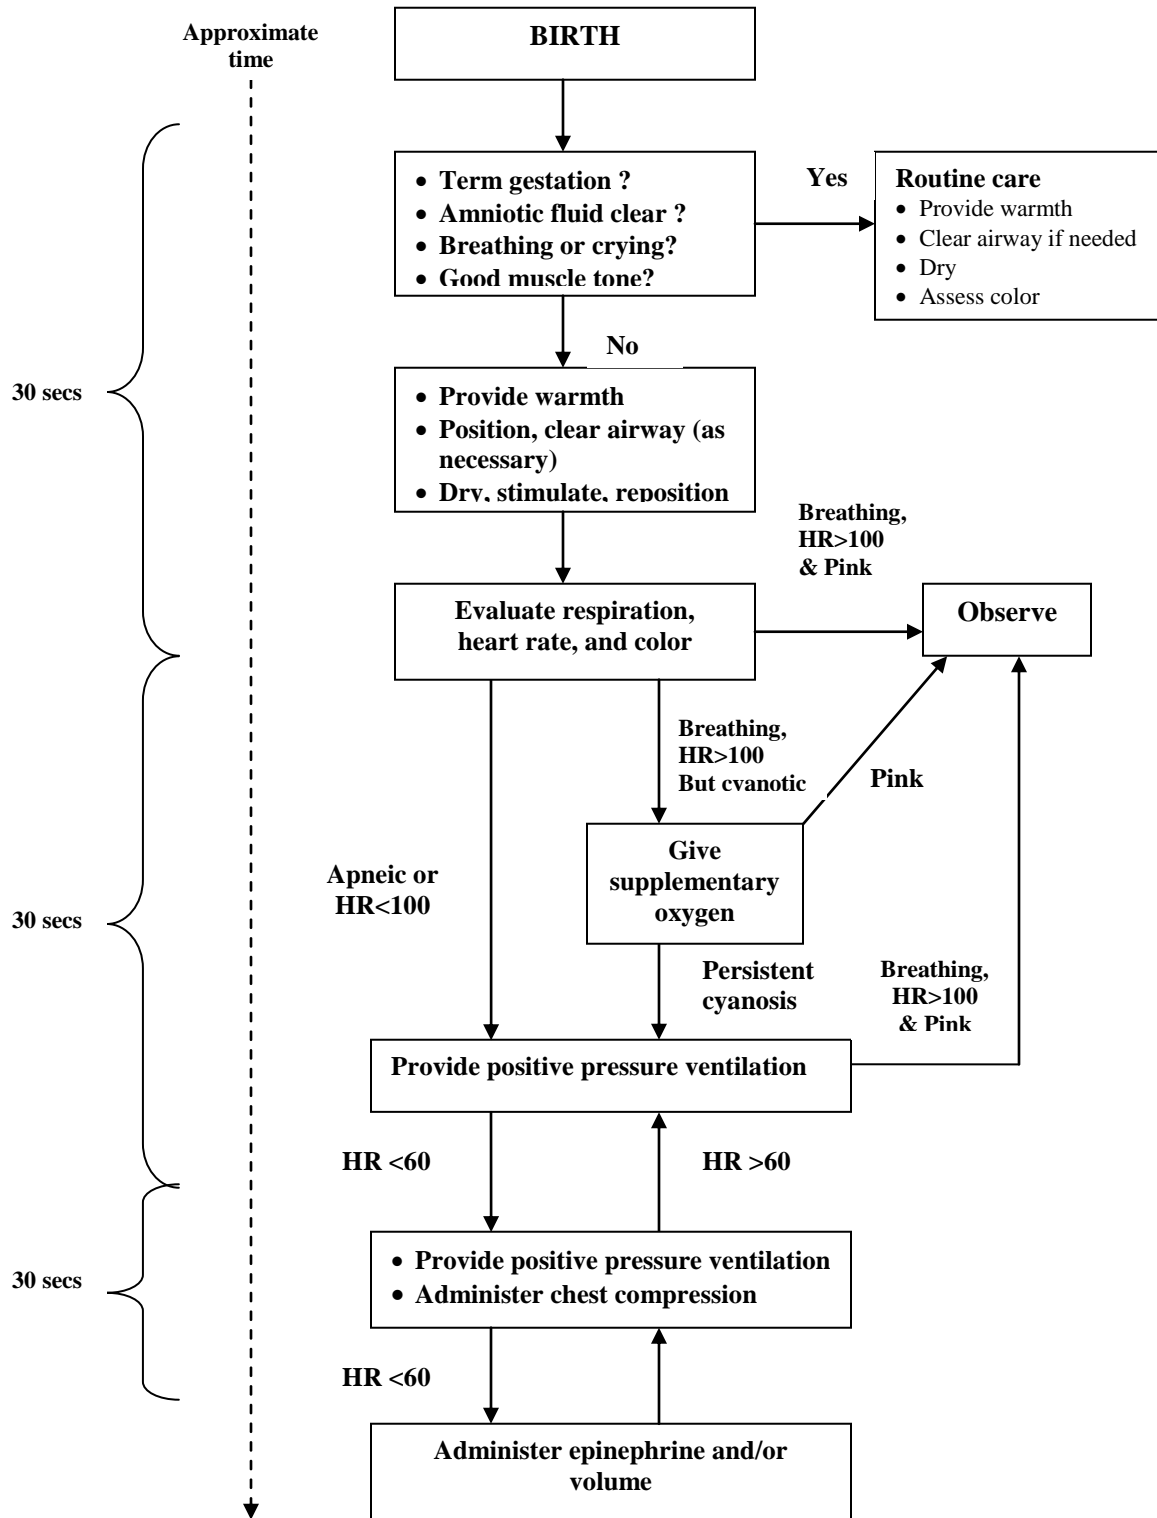 Approximate
time
BIRTH
• Term gestation ?
• Amniotic fluid clear ?
• Breathing or crying?
• Good muscle tone?
Yes
Routine care
• Provide warmth
• Clear airway if needed
• Dry
• Assess color
No
30 secs
• Provide warmth
• Position, clear airway (as
necessary)
• Dry, stimulate, reposition
Breathing,
HR>100
& Pink
Evaluate respiration,
heart rate, and color
Observe
Breathing,
HR>100
But cyanotic
Pink
Give
supplementary
oxygen
Apneic or
HR<100
30 secs
Persistent
cyanosis
Breathing,
HR>100
& Pink
Provide positive pressure ventilation
HR <60
HR >60
30 secs
• Provide positive pressure ventilation
• Administer chest compression
HR <60
Administer epinephrine and/or
volume